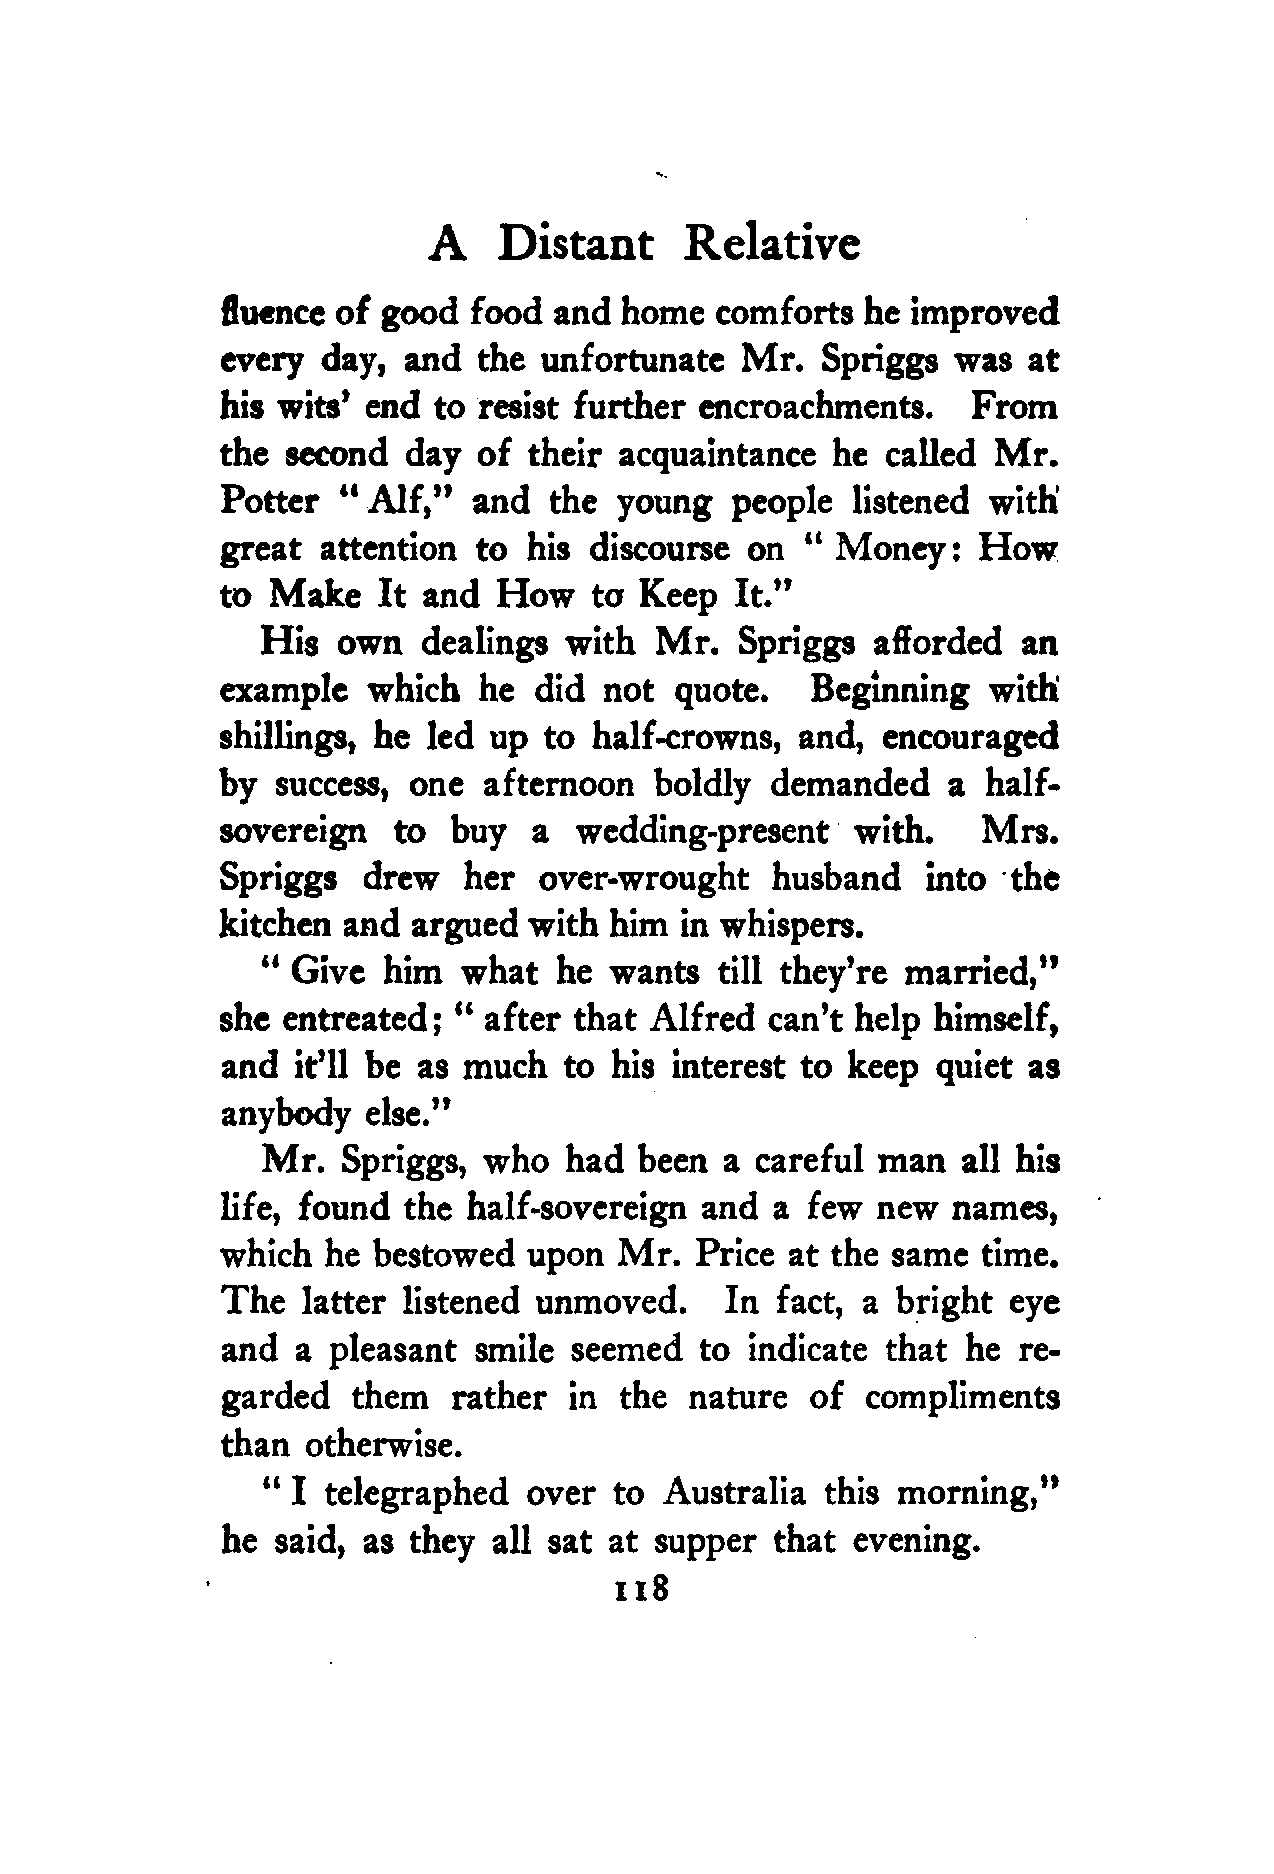 A Distant Relative
fluence of good food and home comforts he improved
every day, and the unfortunate Mr. Spriggs was at
his wits' end to resist further encroachments. From
the second day of their acquaintance he called Mr.
Potter "Alf," and the young people listened with
great attention to his discourse on "Money: How
to Make It and How to Keep It."
His own dealings with Mr. Spriggs afforded an
example which he did not quote. Beginning with
shillings, he led up to half-crowns, and, encouraged
by success, one afternoon boldly demanded a half-
sovereign to buy a wedding-present with. Mrs.
Spriggs drew her over-wrought husband into the
kitchen and argued with him in whispers.
"Give him what he wants till they're married,"
she entreated; "after that Alfred can't help himself,
and it'll be as much to his interest to keep quiet as
anybody else."
Mr. Spriggs, who had been a careful man all his
life, found the half-sovereign and a few new names,
which he bestowed upon Mr. Price at the same time.
The latter listened unmoved. In fact, a bright eye
and a pleasant smile seemed to indicate that he re-
garded them rather in the nature of compliments
than otherwise.
"I telegraphed over to Australia this morning,"
he said, as they all sat at supper that evening.
118